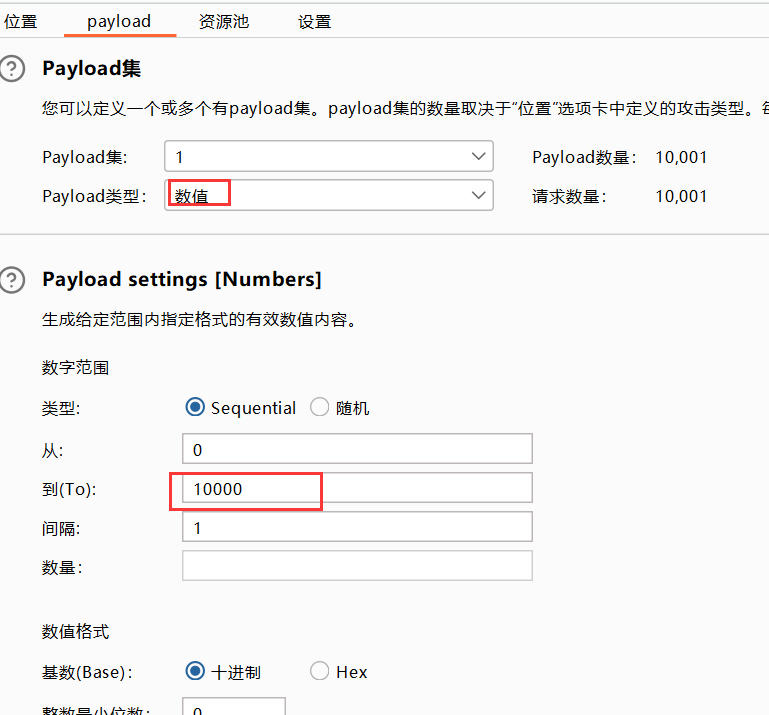 位置 payload 资源池 设置
Payload集
您可以定义一个或多个有payload集。payload集的数量取决于“位置”选项卡中定义的攻击类型。
Payload集: 1 Payload数量: 10,001
Payload类型: 数值 请求数量: 10,001
Payload settings [Numbers]
生成给定范围内指定格式的有效数值内容。
数字范围
类型: Sequential 随机
从: 0
到(To): 10000
间隔: 1
数量:
数值格式
基数(Base): 十进制 Hex
整数最小位数: 0